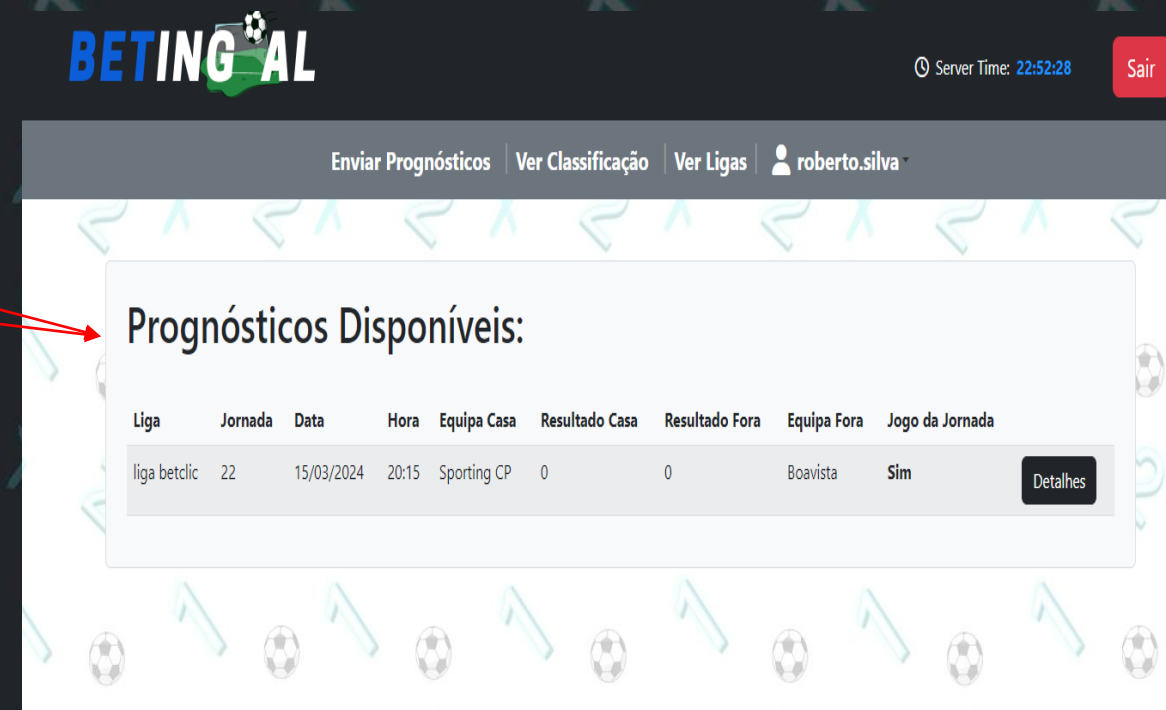 BETINGOAL
Server Time: 22:52:28
Sair
Enviar Prognósticos
Ver Classificação
Ver Ligas
roberto.silva
Prognósticos Disponíveis:
Liga Jornada Data Hora Equipa Casa Resultado Casa Resultado Fora Equipa Fora Jogo da Jornada
liga betclic 22 15/03/2024 20:15 Sporting CP 0 0 Boavista Sim Detalhes